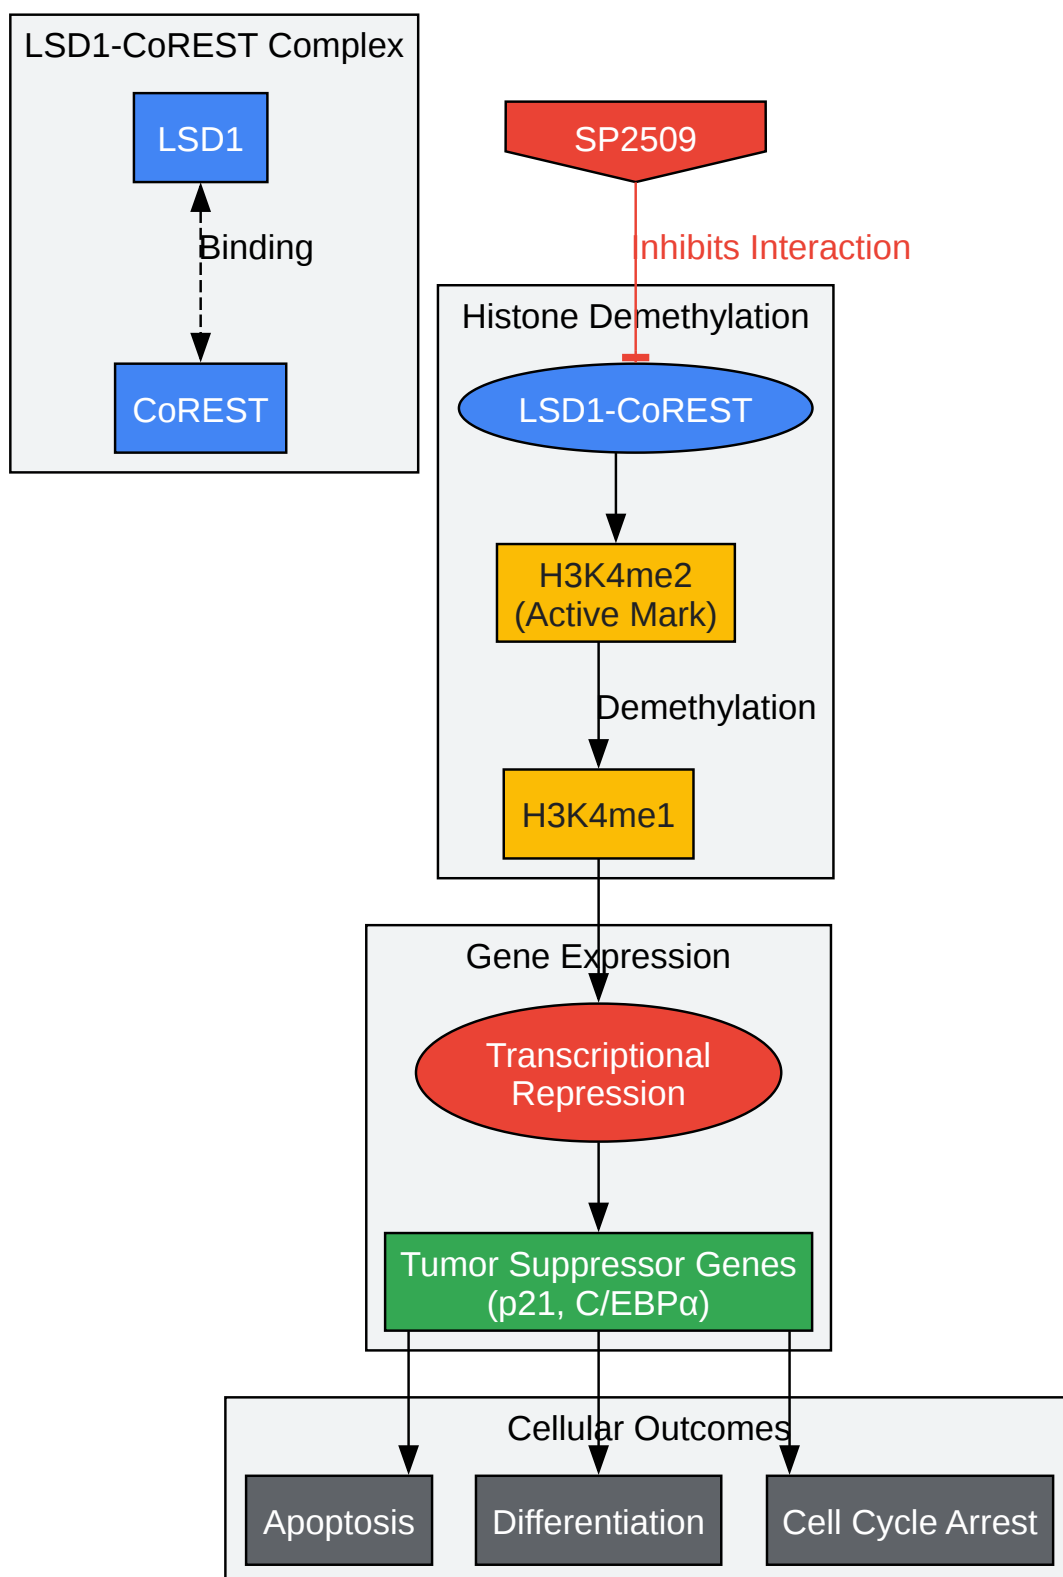 LSD1-CoREST Complex
LSD1
Binding
CoREST
SP2509
Inhibits Interaction
Histone Demethylation
LSD1-CoREST
H3K4me2
(Active Mark)
Demethylation
H3K4me1
Gene Expression
Transcriptional
Repression
Tumor Suppressor Genes
(p21, C/EBPα)
Cellular Outcomes
Apoptosis
Differentiation
Cell Cycle Arrest